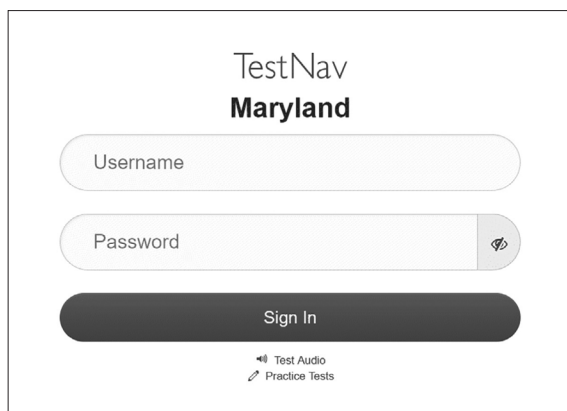 TestNav
Maryland
Username
Password
Sign In
Test Audio
Practice Tests